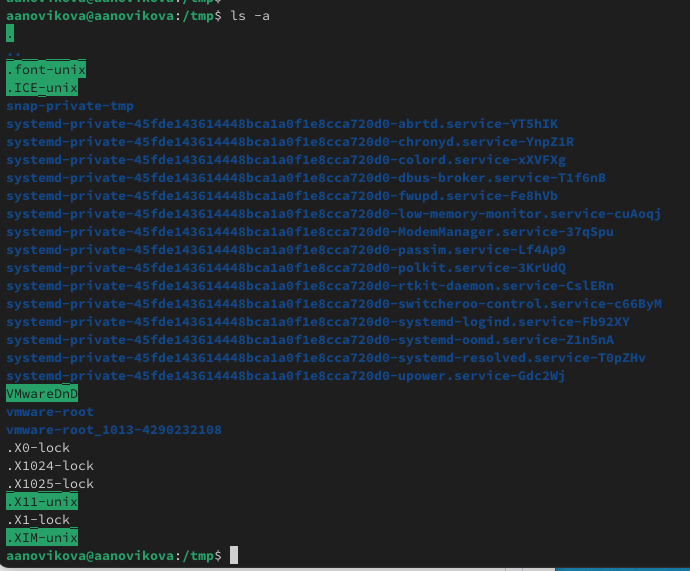 aanovikova@aanovikova:/tmp$
aanovikova@aanovikova:/tmp$ ls -a
.
..
.font-unix
.ICE-unix
snap-private-tmp
systemd-private-45fde143614448bca1a0f1e8cca720d0-abrtd.service-YT5hIK
systemd-private-45fde143614448bca1a0f1e8cca720d0-chronyd.service-YnpZ1R
systemd-private-45fde143614448bca1a0f1e8cca720d0-colord.service-xXVFXg
systemd-private-45fde143614448bca1a0f1e8cca720d0-dbus-broker.service-T1f6nB
systemd-private-45fde143614448bca1a0f1e8cca720d0-fwupd.service-Fe8hVb
systemd-private-45fde143614448bca1a0f1e8cca720d0-low-memory-monitor.service-cuAoqj
systemd-private-45fde143614448bca1a0f1e8cca720d0-ModemManager.service-37qSpu
systemd-private-45fde143614448bca1a0f1e8cca720d0-passim.service-Lf4Ap9
systemd-private-45fde143614448bca1a0f1e8cca720d0-polkit.service-3KrUdQ
systemd-private-45fde143614448bca1a0f1e8cca720d0-rtkit-daemon.service-CslERn
systemd-private-45fde143614448bca1a0f1e8cca720d0-switcheroo-control.service-c66ByM
systemd-private-45fde143614448bca1a0f1e8cca720d0-systemd-logind.service-Fb92XY
systemd-private-45fde143614448bca1a0f1e8cca720d0-systemd-oomd.service-Z1n5nA
systemd-private-45fde143614448bca1a0f1e8cca720d0-systemd-resolved.service-T0pZHv
systemd-private-45fde143614448bca1a0f1e8cca720d0-upower.service-Gdc2Wj
VMwareDnD
vmware-root
vmware-root_1013-4290232108
.X0-lock
.X1024-lock
.X1025-lock
.X11-unix
.X1-lock
.XIM-unix
aanovikova@aanovikova:/tmp$